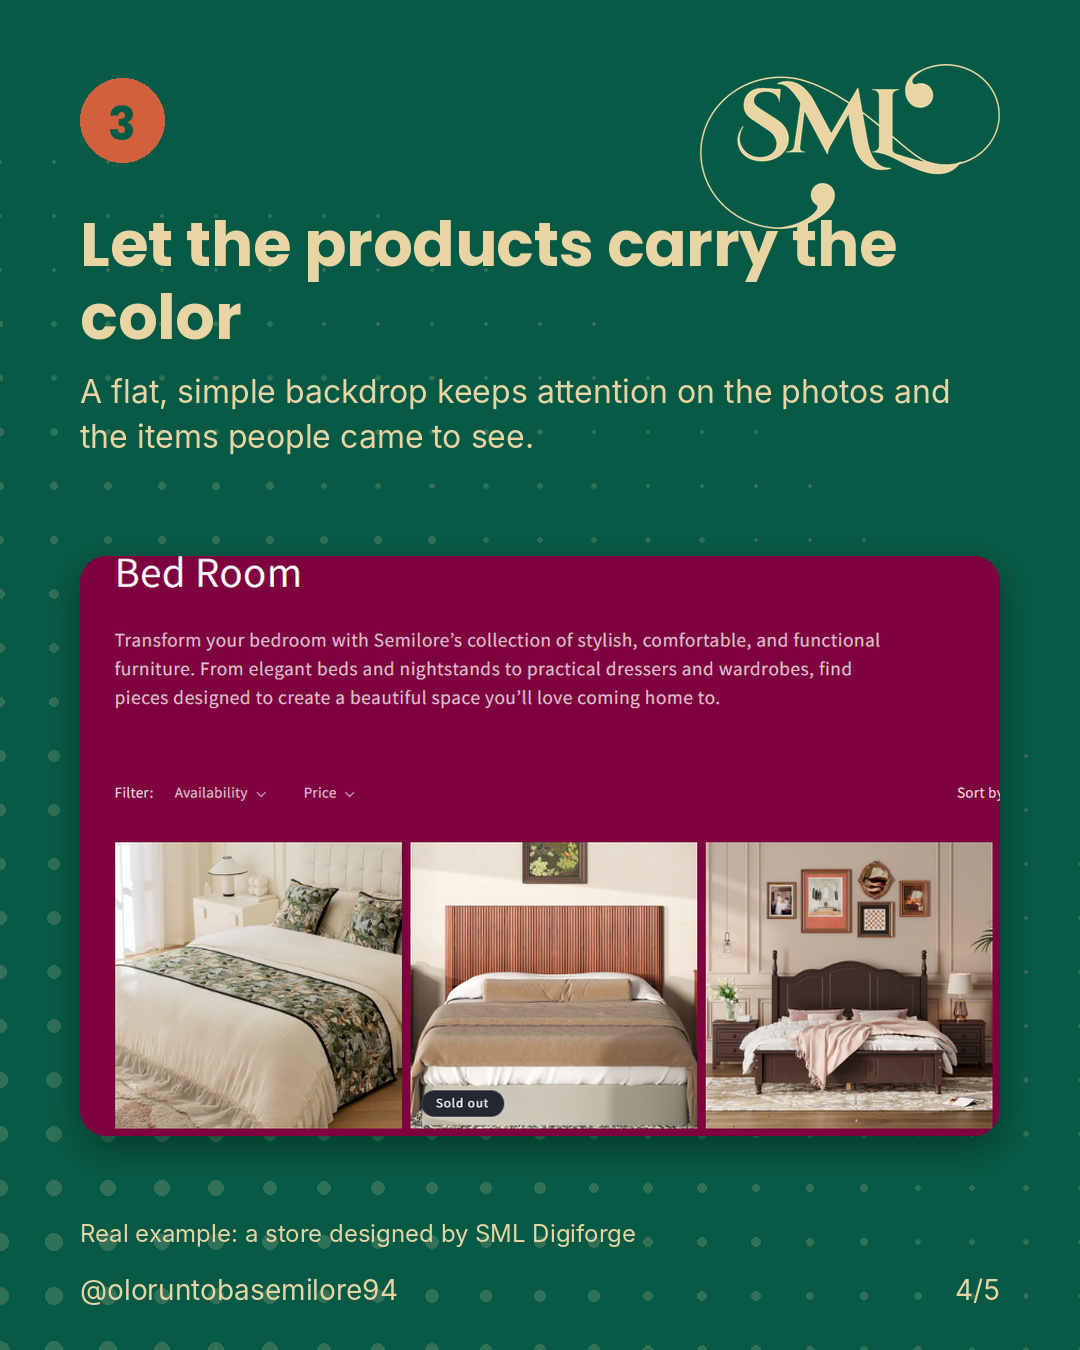 3
SML
Let the products carry the
color
A flat, simple backdrop keeps attention on the photos and
the items people came to see.
Bed Room
Transform your bedroom with Semilore’s collection of stylish, comfortable, and functional
furniture. From elegant beds and nightstands to practical dressers and wardrobes, find
pieces designed to create a beautiful space you’ll love coming home to.
Filter: Availability Price Sort by
Sold out
Real example: a store designed by SML Digiforge
@oloruntobasemilore94 4/5